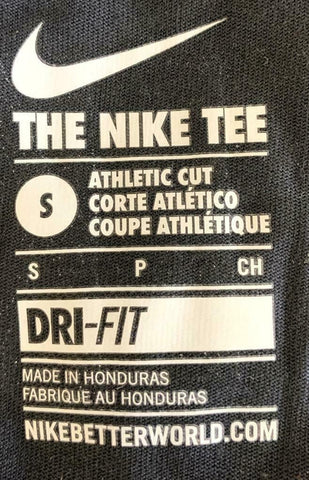 THE NIKE TEE
S
ATHLETIC CUT
CORTE ATLÉTICO
COUPE ATHLÉTIQUE
S P CH
DRI-FIT
MADE IN HONDURAS
FABRIQUE AU HONDURAS
NIKEBETTERWORLD.COM